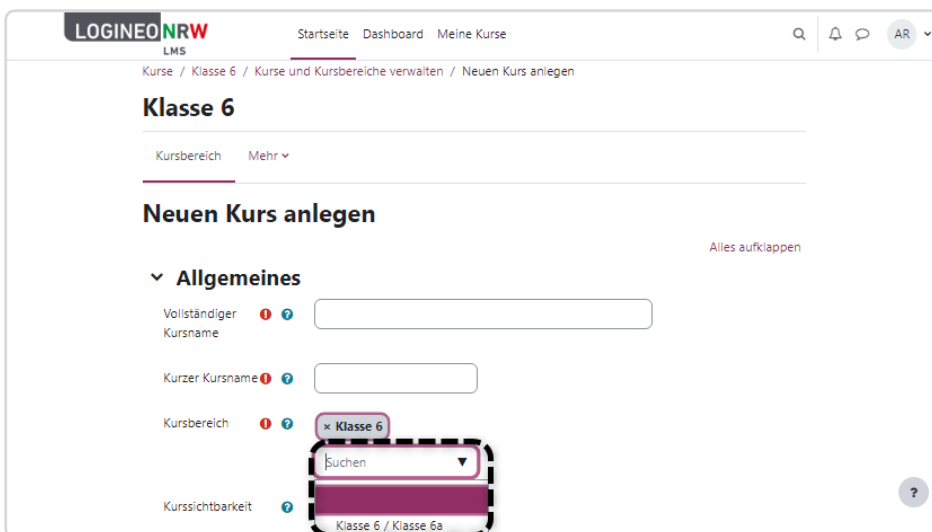 LOGINEO NRW
LMS
Startseite Dashboard Meine Kurse
AR
Kurse / Klasse 6 / Kurse und Kursbereiche verwalten / Neuen Kurs anlegen
Klasse 6
Kursbereich Mehr
Neuen Kurs anlegen
Alles aufklappen
Allgemeines
Vollständiger
Kursname
Kurzer Kursname
Kursbereich
× Klasse 6
Suchen
Kurssichtbarkeit
Klasse 6 / Klasse 6a
?